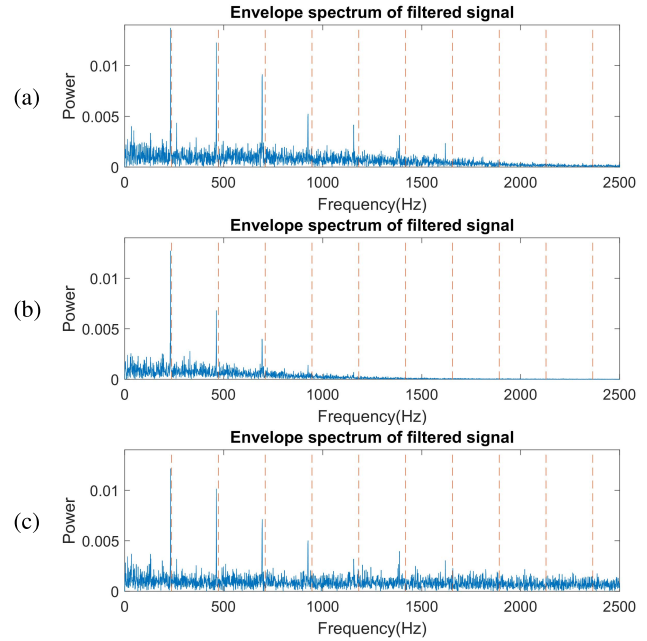 Envelope spectrum of filtered signal
(a)
Power
0.01
0.005
0
0 500 1000 1500 2000 2500
Frequency(Hz)
Envelope spectrum of filtered signal
(b)
Power
0.01
0.005
0
0 500 1000 1500 2000 2500
Frequency(Hz)
Envelope spectrum of filtered signal
(c)
Power
0.01
0.005
0
0 500 1000 1500 2000 2500
Frequency(Hz)